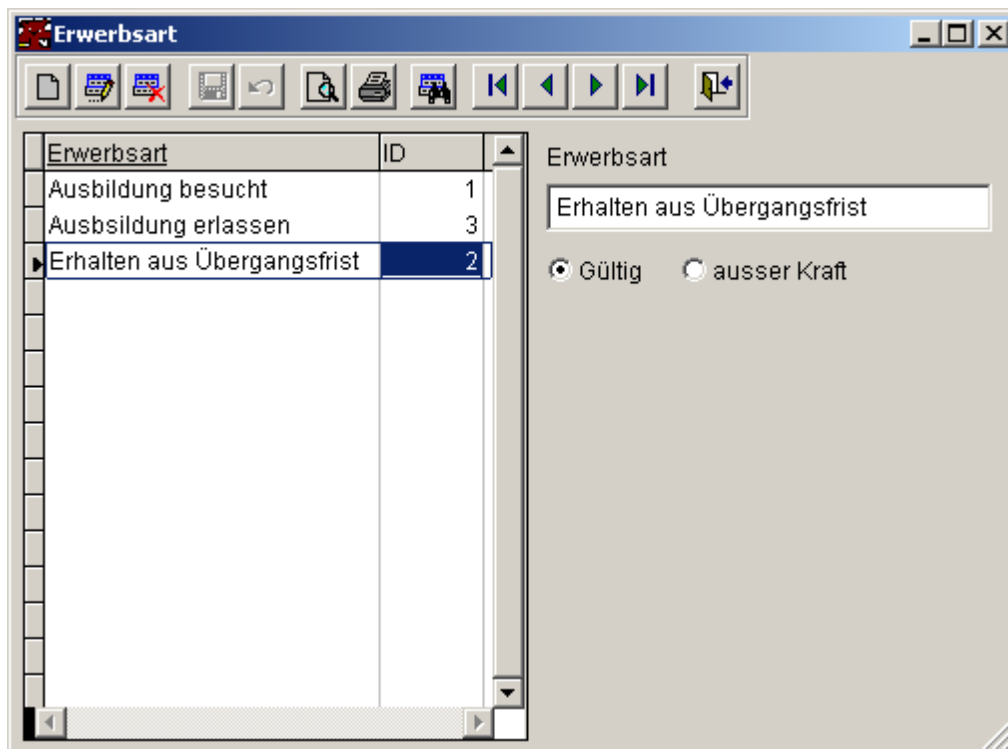 Erwerbsart
Erwerbsart ID
Ausbildung besucht 1
Ausbsildung erlassen 3
Erhalten aus Übergangsfrist 2
Erwerbsart
Erhalten aus Übergangsfrist
Gültig ausser Kraft